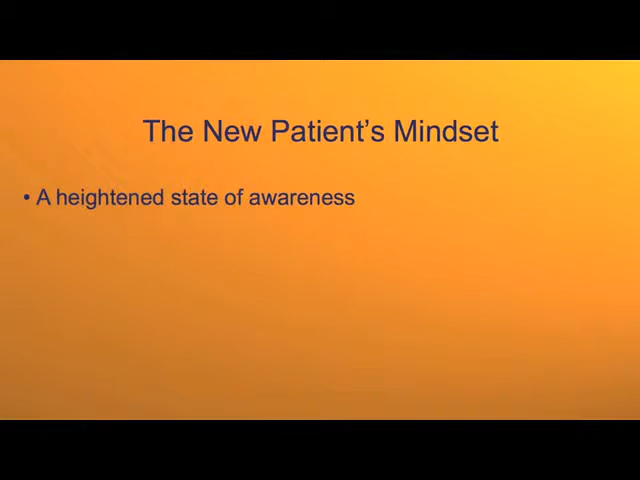 The New Patient’s Mindset
• A heightened state of awareness